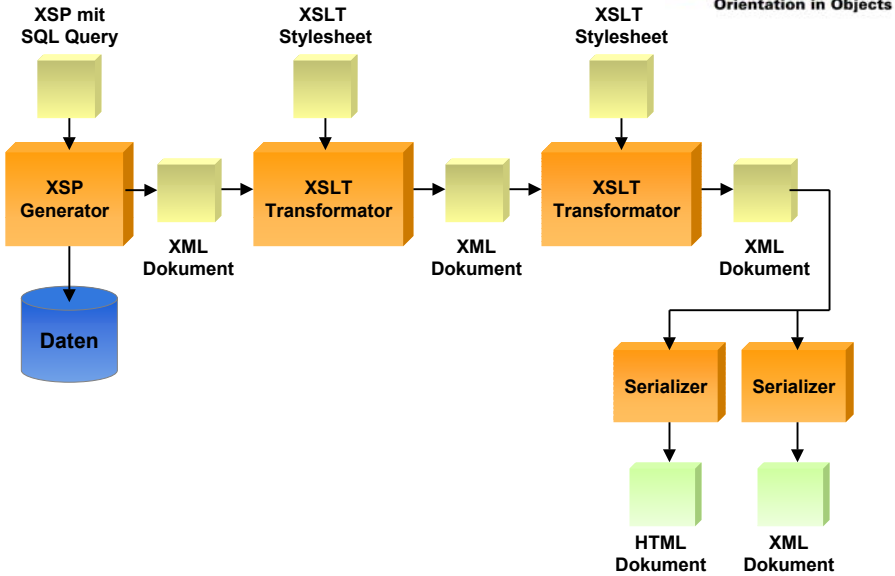 Orientation in Objects
XSP mit
SQL Query
XSLT
Stylesheet
XSLT
Stylesheet
XSP
Generator
XSLT
Transformator
XSLT
Transformator
XML
Dokument
XML
Dokument
XML
Dokument
Daten
Serializer
Serializer
HTML
Dokument
XML
Dokument